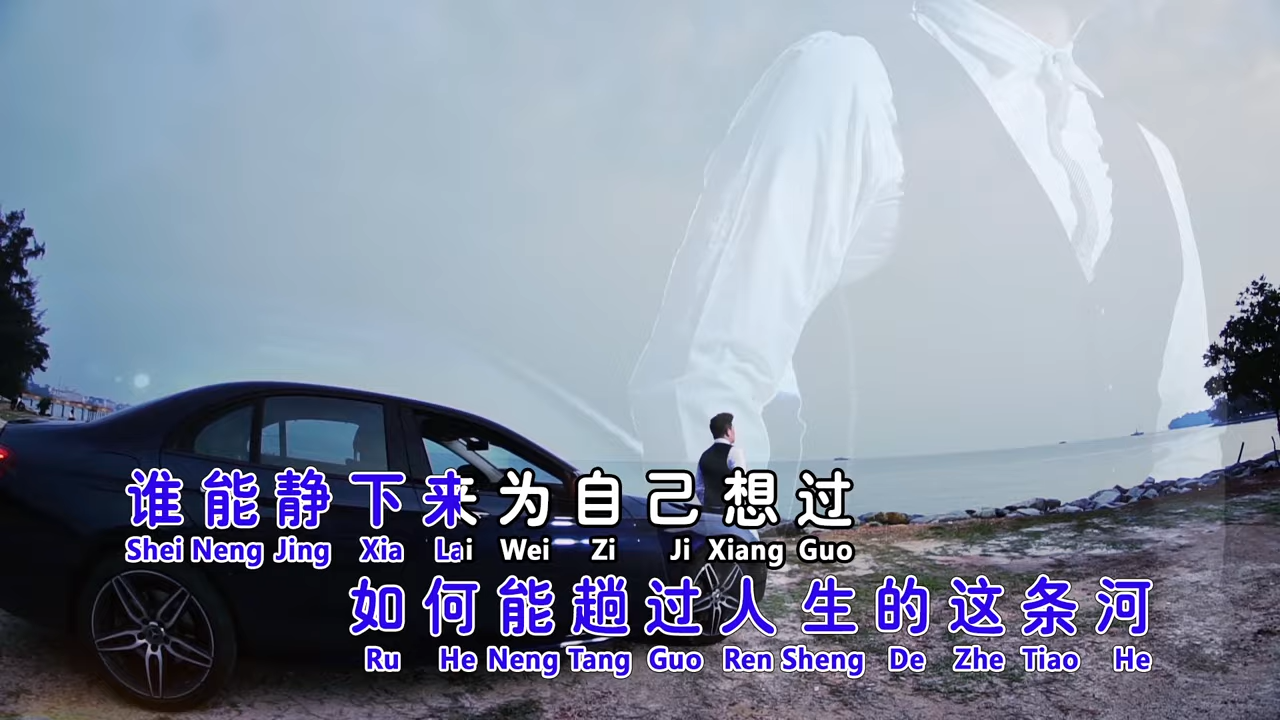 谁能静下来为自己想过
Shei Neng Jing Xia Lai Wei Zi Ji Xiang Guo
如何能趟过人生的这条河
Ru He Neng Tang Guo Ren Sheng De Zhe Tiao He